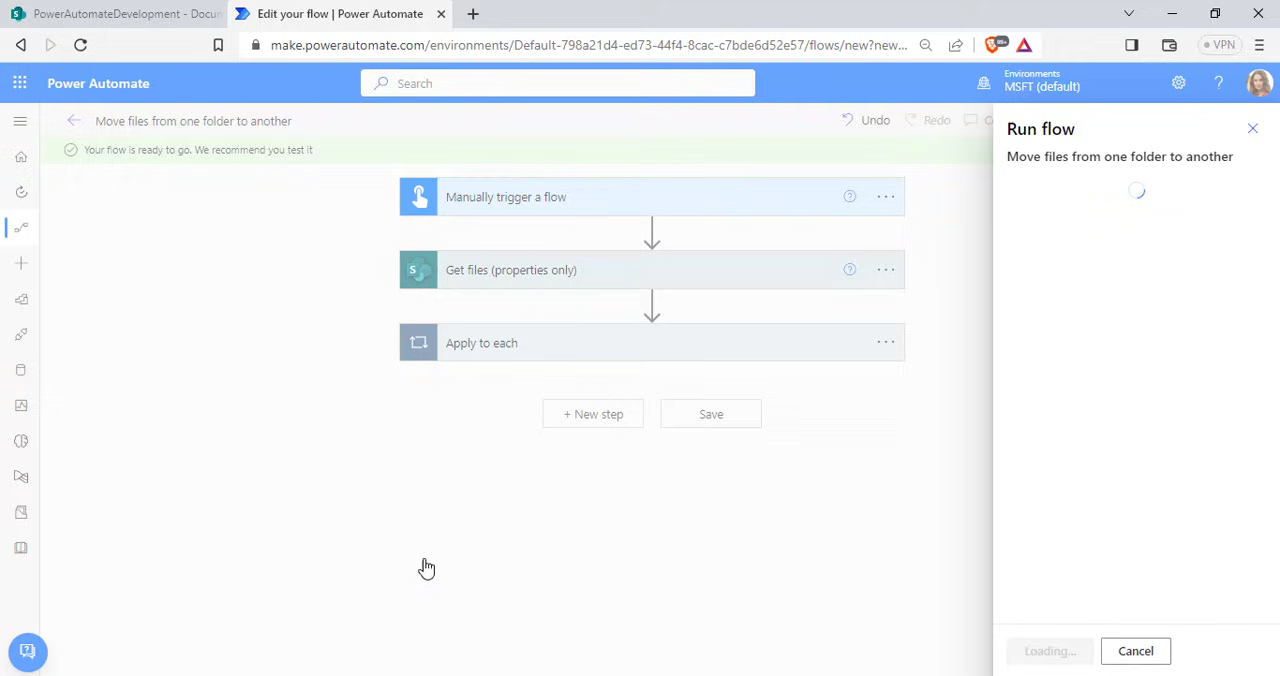 PowerAutomateDevelopment - Docu
Edit your flow | Power Automate
make.powerautomate.com/environments/Default-798a21d4-ed73-44f4-8cac-c7bde6d52e57/flows/new?new...
99+
VPN
Power Automate
Search
Environments
MSFT (default)
Move files from one folder to another
Undo
Redo
Your flow is ready to go. We recommend you test it
Run flow
Move files from one folder to another
Manually trigger a flow
Get files (properties only)
Apply to each
+ New step
Save
Loading...
Cancel